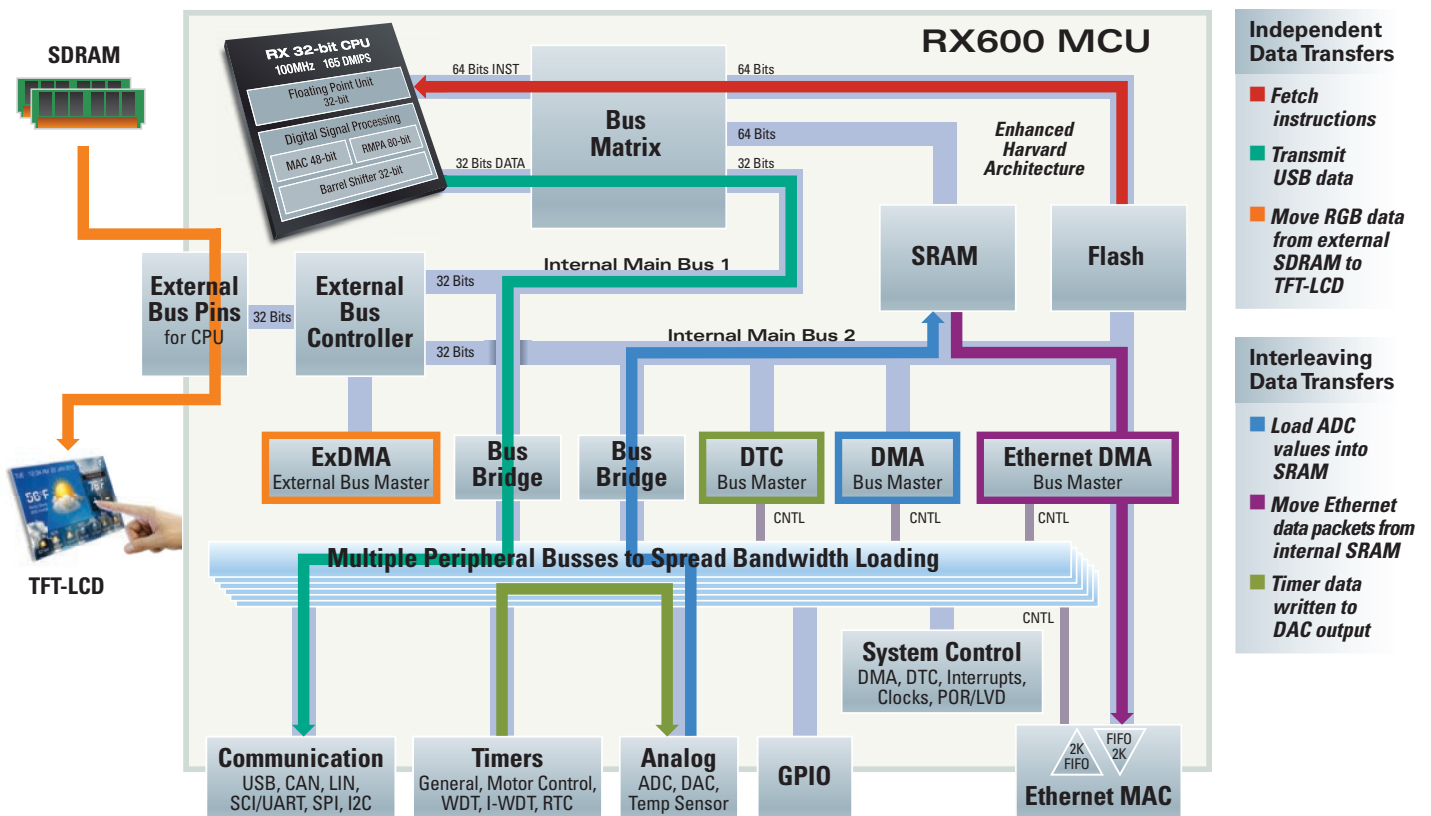 SDRAM
RX 32-bit CPU
100MHz 165 DMIPS
Floating Point Unit
32-bit
Digital Signal Processing
MAC 48-bit
RMPA 80-bit
Barrel Shifter 32-bit
RX600 MCU
64 Bits INST
64 Bits
Bus
Matrix
64 Bits
32 Bits DATA
32 Bits
Enhanced
Harvard
Architecture
SRAM
Flash
Internal Main Bus 1
32 Bits
External
Bus Pins
for CPU
32 Bits
External
Bus
Controller
Internal Main Bus 2
32 Bits
ExDMA
External Bus Master
Bus
Bridge
Bus
Bridge
DTC
Bus Master
DMA
Bus Master
Ethernet DMA
Bus Master
CNTL
CNTL
CNTL
Multiple Peripheral Busses to Spread Bandwidth Loading
TFT-LCD
56°F
CNTL
System Control
DMA, DTC, Interrupts,
Clocks, POR/LVD
Communication
USB, CAN, LIN,
SCI/UART, SPI, I2C
Timers
General, Motor Control,
WDT, I-WDT, RTC
Analog
ADC, DAC,
Temp Sensor
GPIO
2K
FIFO
FIFO
2K
Ethernet MAC
Independent
Data Transfers
Fetch
instructions
Transmit
USB data
Move RGB data
from external
SDRAM to
TFT-LCD
Interleaving
Data Transfers
Load ADC
values into
SRAM
Move Ethernet
data packets from
internal SRAM
Timer data
written to
DAC output